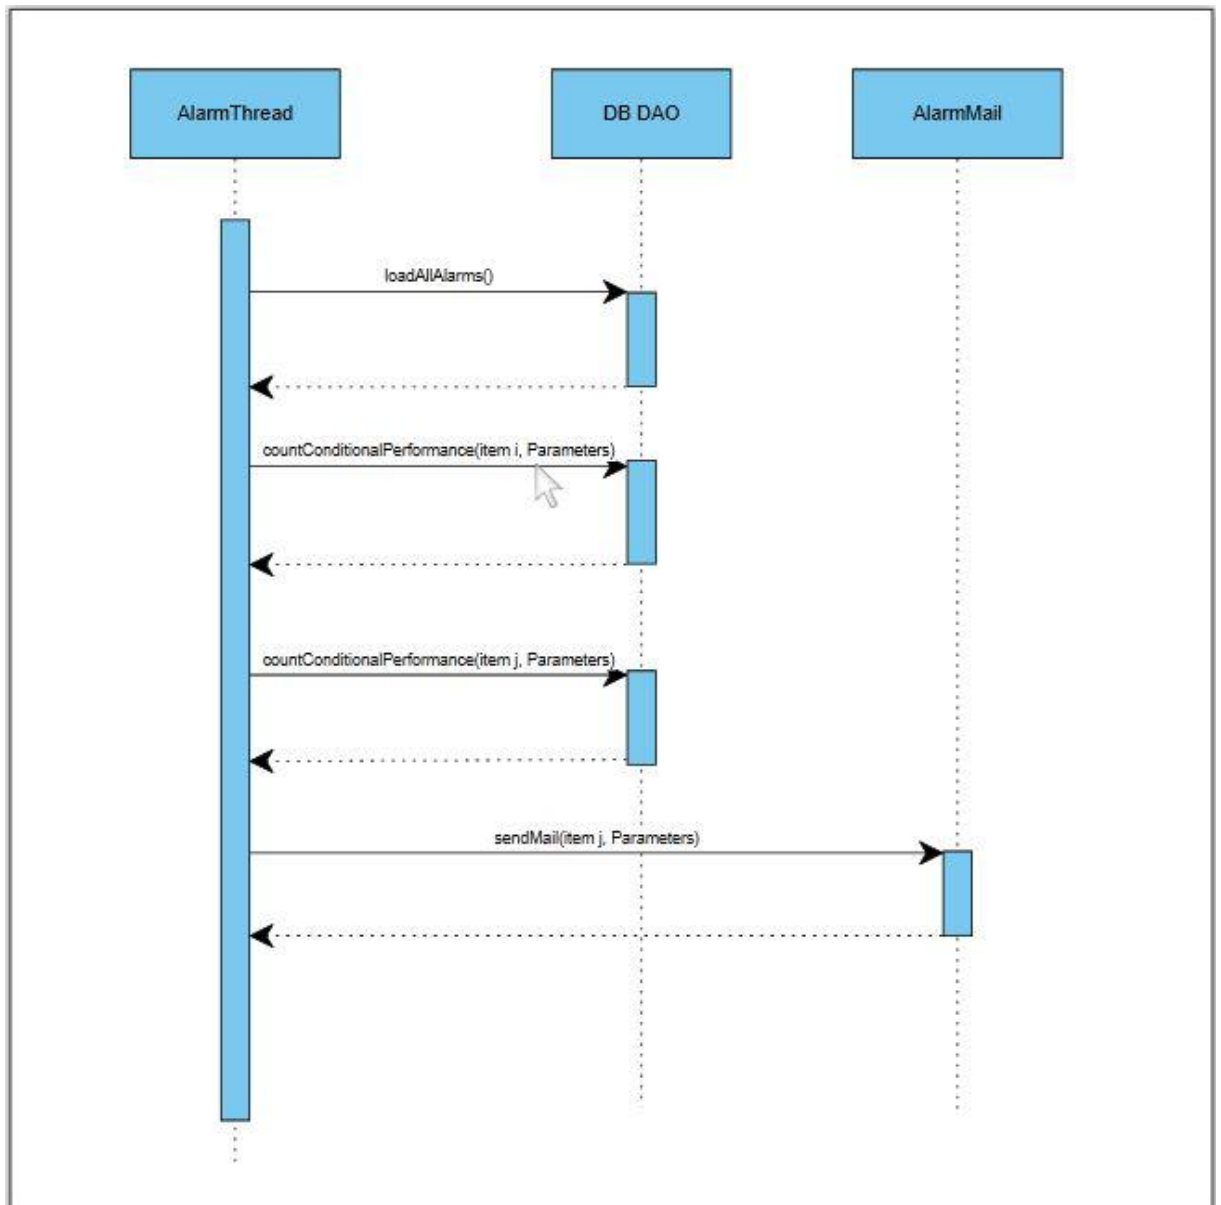 AlarmThread
DB DAO
AlarmMail
loadAllAlarms()
countConditionalPerformance(item i, Parameters)
countConditionalPerformance(item j, Parameters)
sendMail(item j, Parameters)